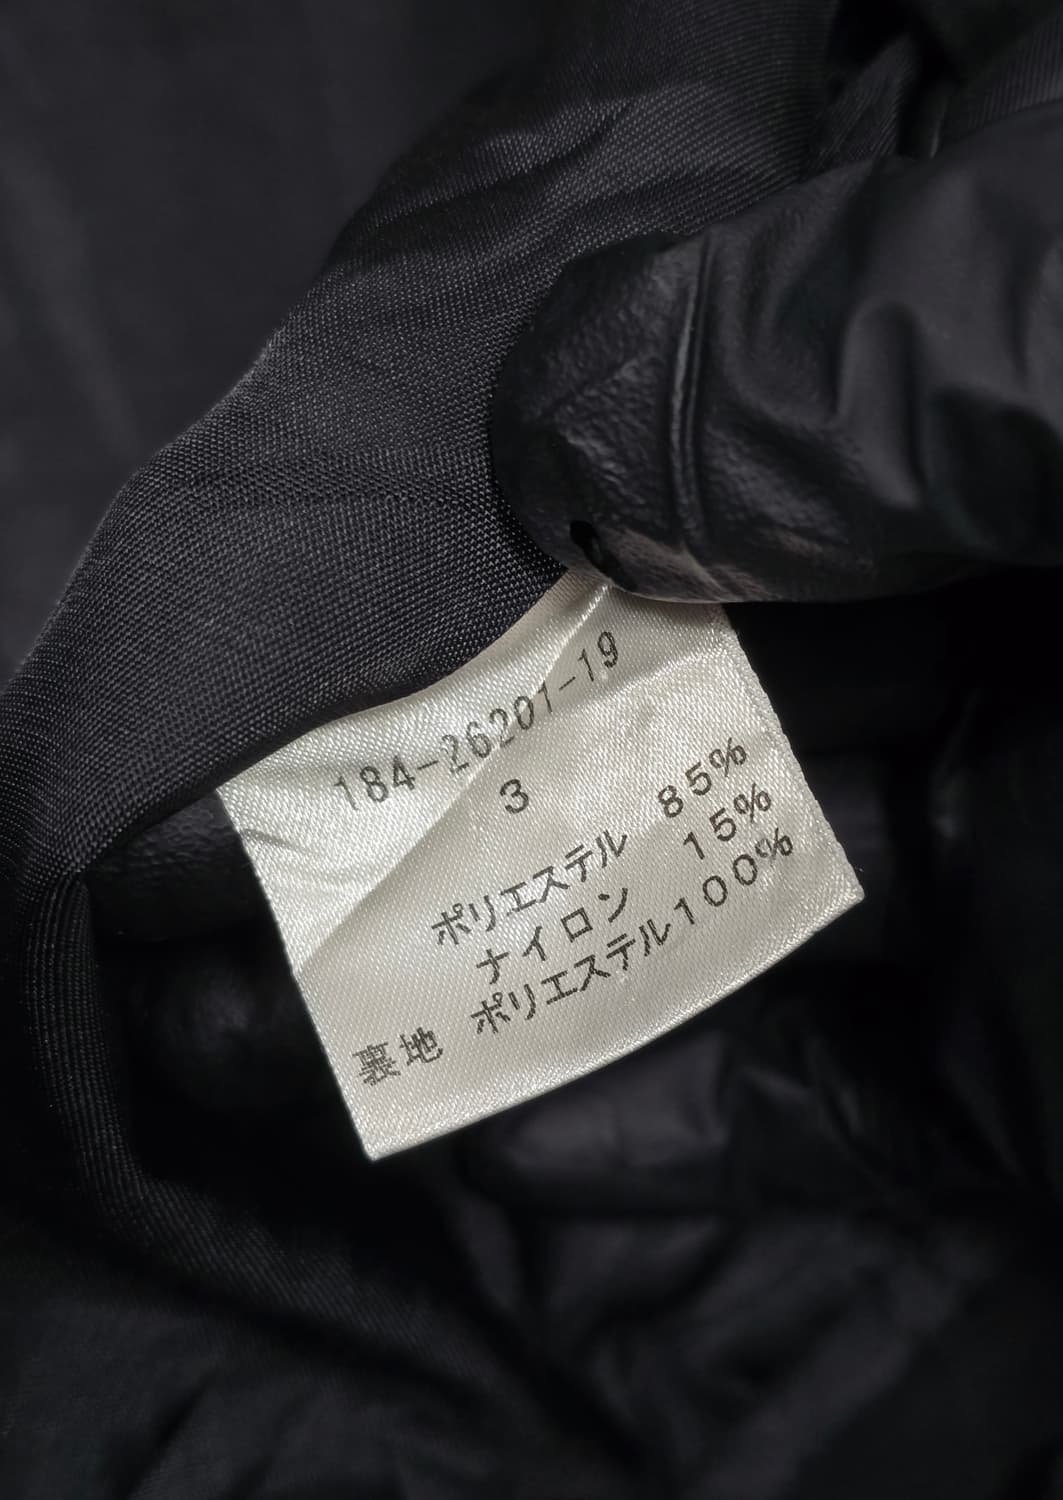 184-26201-19
3
ポリエステル 85%
ナイロン 15%
裏地 ポリエステル100%